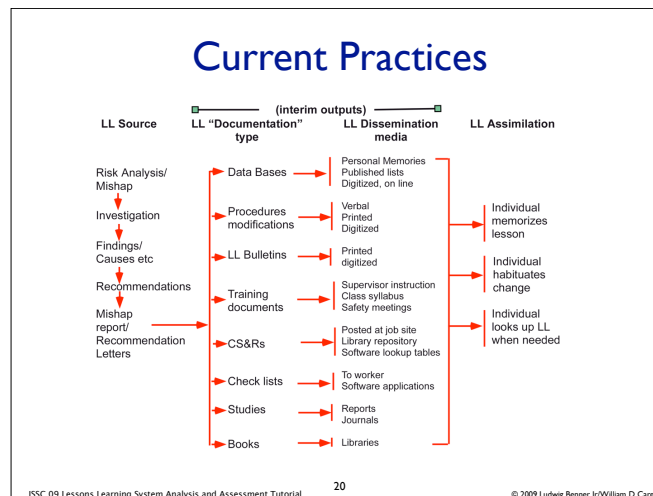 Current Practices
(interim outputs)
LL Source
LL "Documentation"
type
LL Dissemination
media
LL Assimilation
Risk Analysis/
Mishap
Investigation
Findings/
Causes etc
Recommendations
Mishap
report/
Recommendation
Letters
Data Bases
Procedures
modifications
LL Bulletins
Training
documents
CS&Rs
Check lists
Studies
Books
Personal Memories
Published lists
Digitized, on line
Verbal
Printed
Digitized
Printed
digitized
Supervisor instruction
Class syllabus
Safety meetings
Posted at job site
Library repository
Software lookup tables
To worker
Software applications
Reports
Journals
Libraries
Individual
memorizes
lesson
Individual
habituates
change
Individual
looks up LL
when needed
20
ISSC 09 Lessons Learning System Analysis and Assessment Tutorial
© 2009 Ludwig Benner Jr/William D Carr